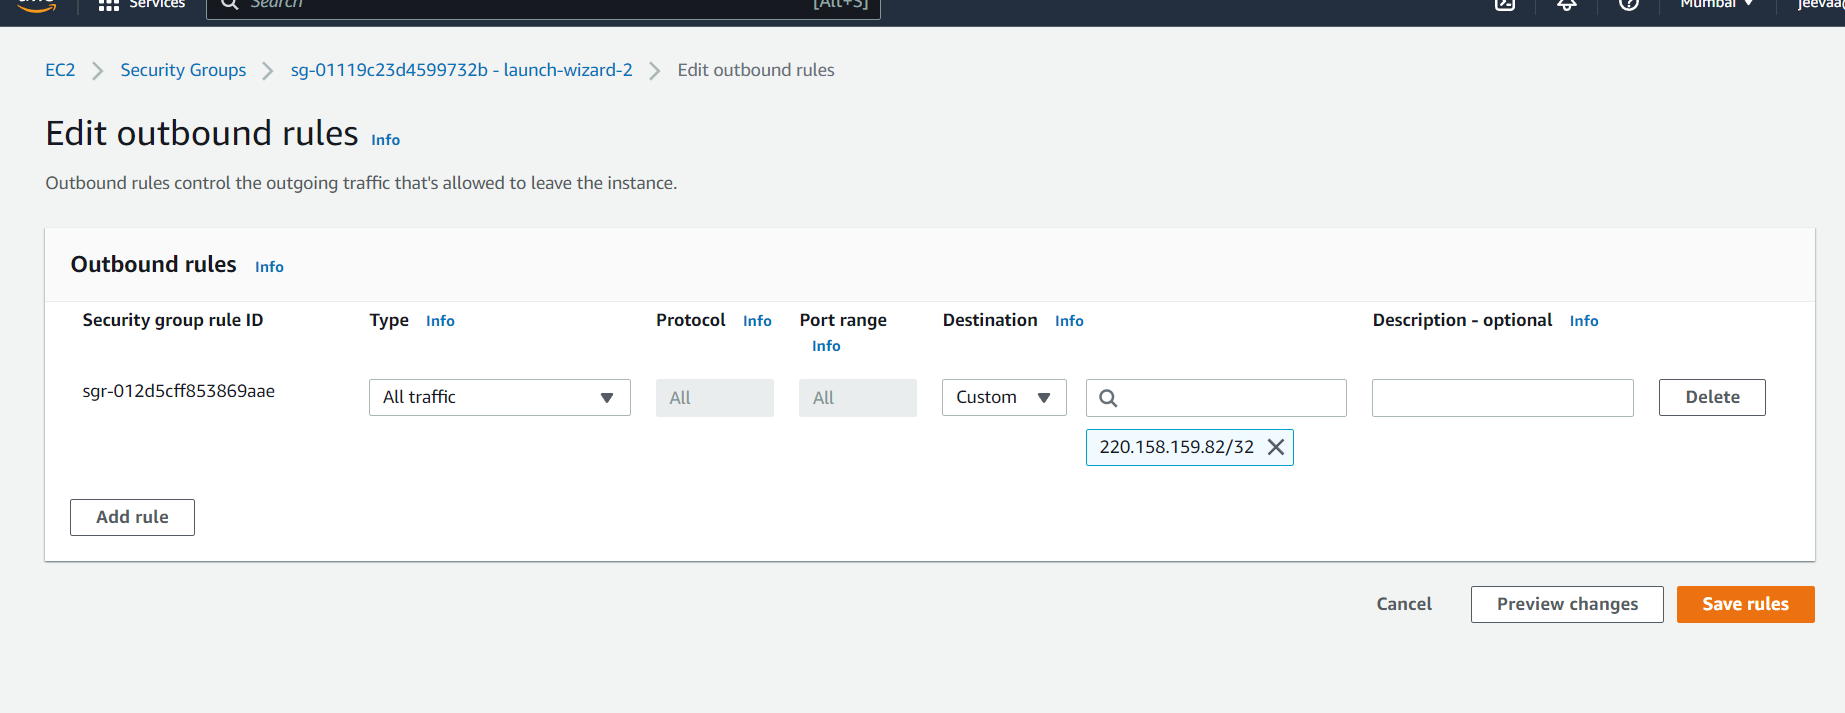 Services Search [Alt+S] Mumbai
EC2 Security Groups sg-01119c23d4599732b - launch-wizard-2 Edit outbound rules
Edit outbound rules Info
Outbound rules control the outgoing traffic that's allowed to leave the instance.
Outbound rules Info
Security group rule ID Type Info Protocol Info Port range Destination Info Description - optional Info
Info
sgr-012d5cff853869aae All traffic All All Custom Delete
220.158.159.82/32
Add rule
Cancel Preview changes Save rules